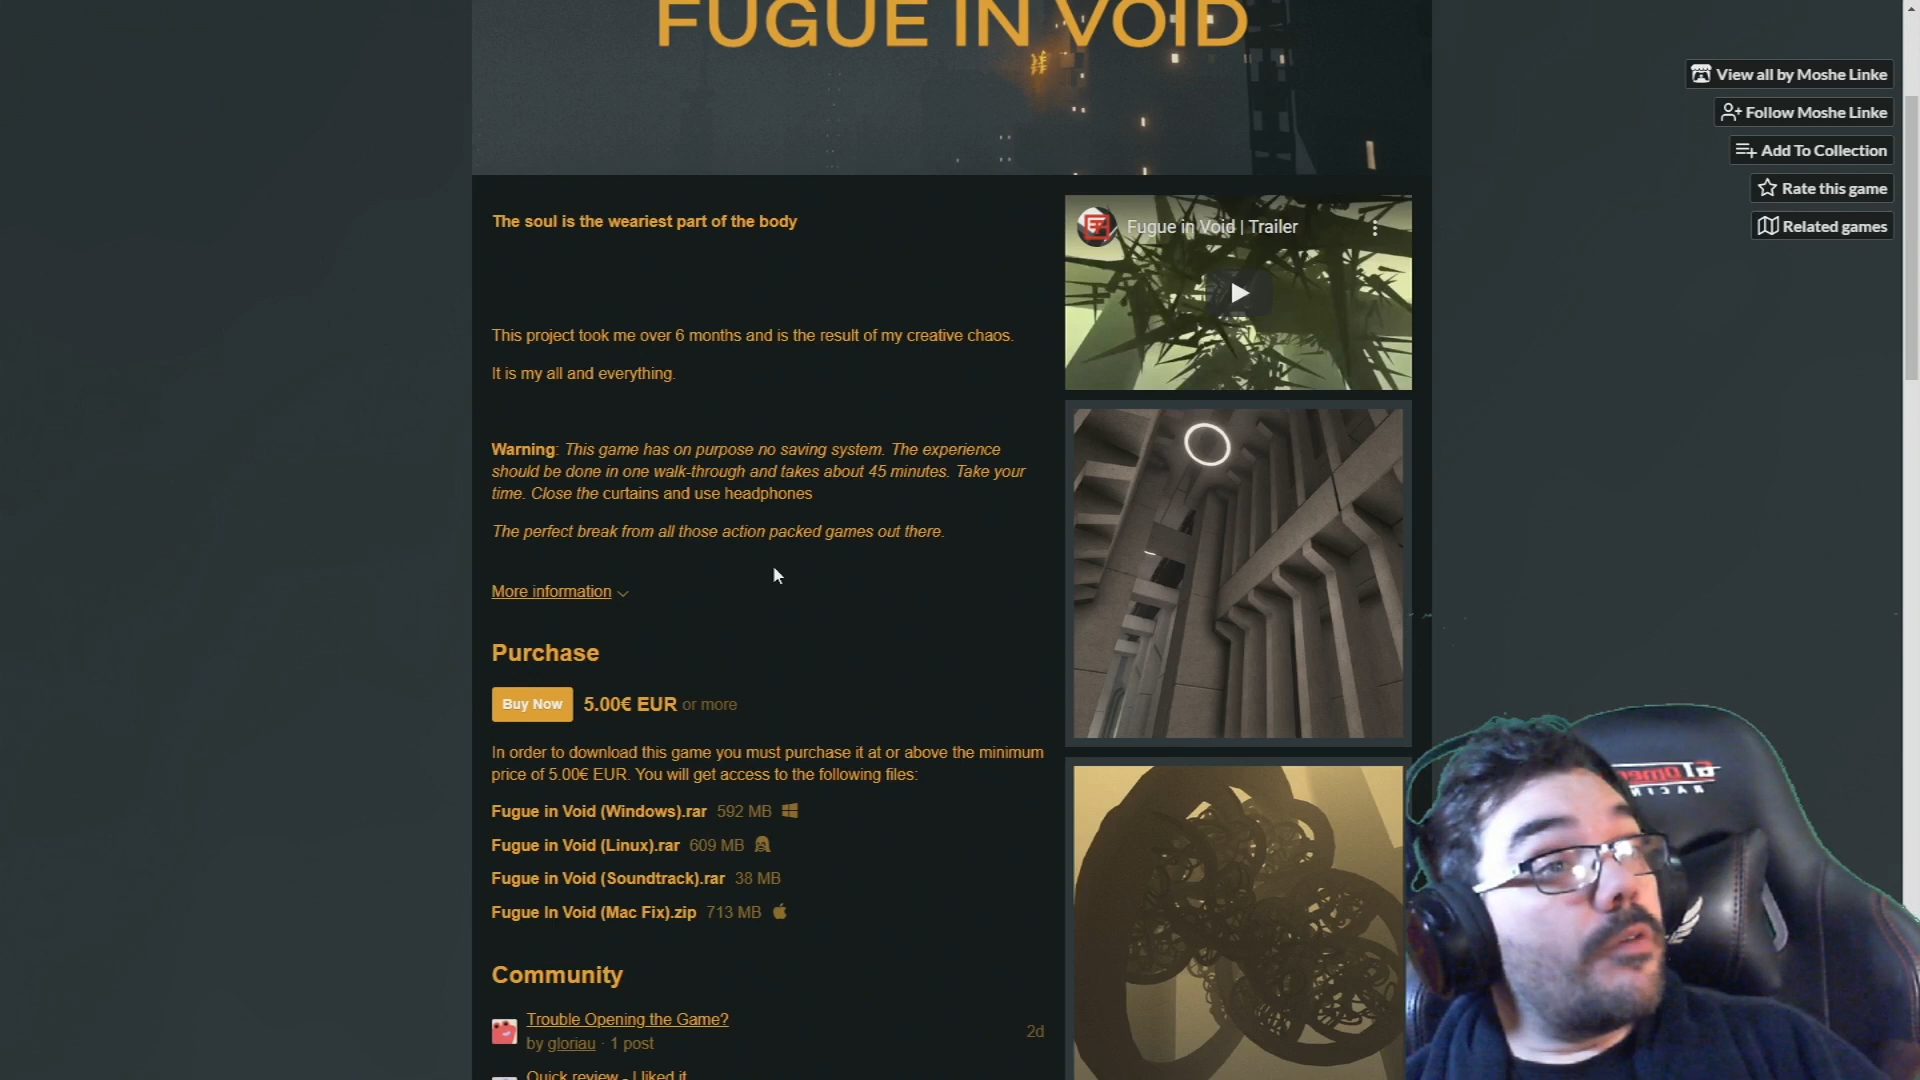 FUGUE IN VOID
View all by Moshe Linke
Follow Moshe Linke
Add To Collection
Rate this game
Related games
The soul is the weariest part of the body
Fugue in Void | Trailer
This project took me over 6 months and is the result of my creative chaos.
It is my all and everything.
Warning: This game has on purpose no saving system. The experience
should be done in one walk-through and takes about 45 minutes. Take your
time. Close the curtains and use headphones
The perfect break from all those action packed games out there.
More information
Purchase
Buy Now 5.00€ EUR or more
In order to download this game you must purchase it at or above the minimum
price of 5.00€ EUR. You will get access to the following files:
Fugue in Void (Windows).rar 592 MB
Fugue in Void (Linux).rar 609 MB
Fugue in Void (Soundtrack).rar 38 MB
Fugue In Void (Mac Fix).zip 713 MB
Community
Trouble Opening the Game?
2d
by gloriau · 1 post
Quick review - I liked it
RACING